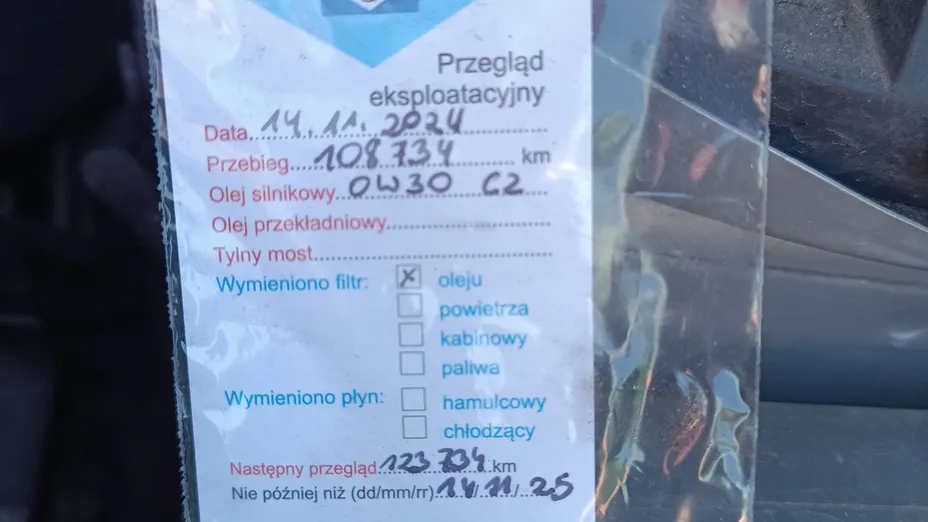 Przegląd
eksploatacyjny
Data 14.11.2024
Przebieg 108734 km
Olej silnikowy 0W30 C2
Olej przekładniowy
Tylny most
Wymieniono filtr: x oleju
powietrza
kabinowy
paliwa
Wymieniono płyn: hamulcowy
chłodzący
Następny przegląd 123734 km
Nie później niż (dd/mm/rr) 14/11/25